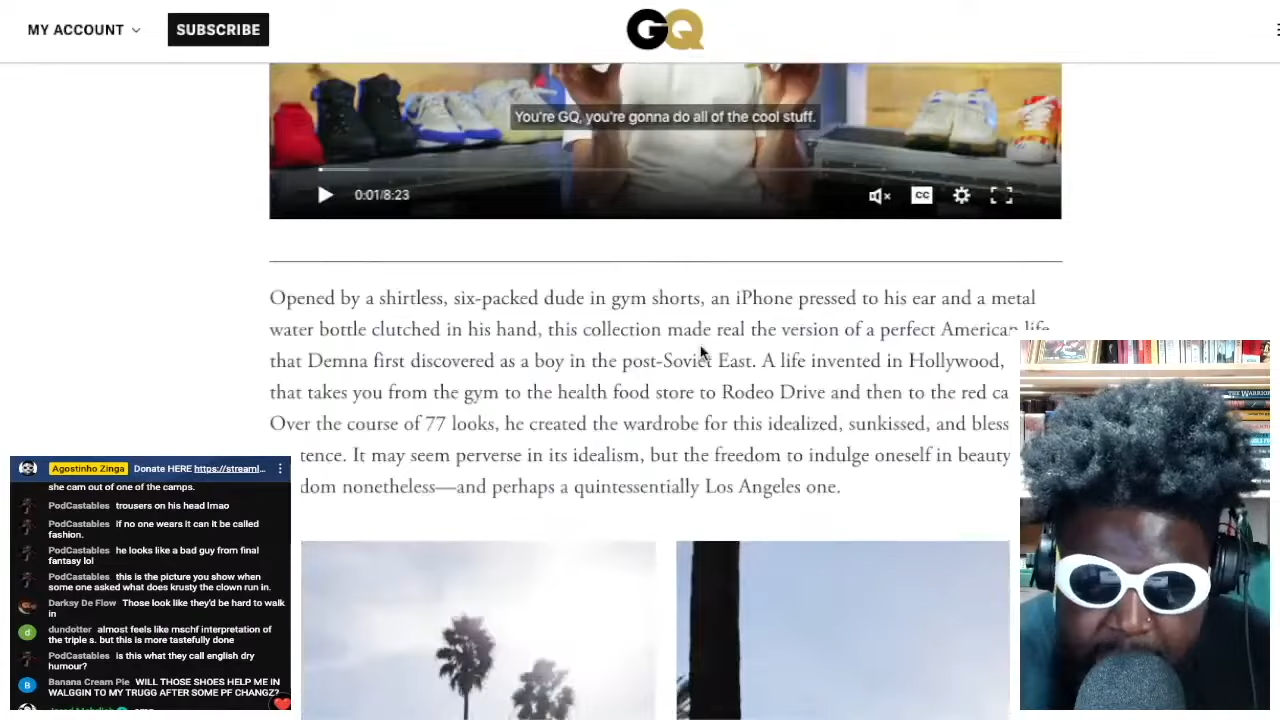 MY ACCOUNT
SUBSCRIBE
GQ
You're GQ, you're gonna do all of the cool stuff.
0:01/8:23
CC
Opened by a shirtless, six-packed dude in gym shorts, an iPhone pressed to his ear and a metal
water bottle clutched in his hand, this collection made real the version of a perfect American life
that Demna first discovered as a boy in the post-Soviet East. A life invented in Hollywood,
that takes you from the gym to the health food store to Rodeo Drive and then to the red ca
Over the course of 77 looks, he created the wardrobe for this idealized, sunkissed, and bless
tence. It may seem perverse in its idealism, but the freedom to indulge oneself in beauty
dom nonetheless—and perhaps a quintessentially Los Angeles one.
Agostinho Zinga Donate HERE https://streaml...
she cam out of one of the camps.
PodCastables trousers on his head lmao
PodCastables If no one wears it can it be called
fashion.
PodCastables he looks like a bad guy from final
fantasy lol
PodCastables this is the picture you show when
some one asked what does krusty the clown run in.
Darksy De Flow Those look like they'd be hard to walk
in
dundotter almost feels like mschf interpretation of
the triple s. but this is more tastefully done
PodCastables is this what they call english dry
humour?
Banana Cream Pie WILL THOSE SHOES HELP ME IN
WALGGIN TO MY TRUGG AFTER SOME PF CHANGZ?
THE WARRIOR